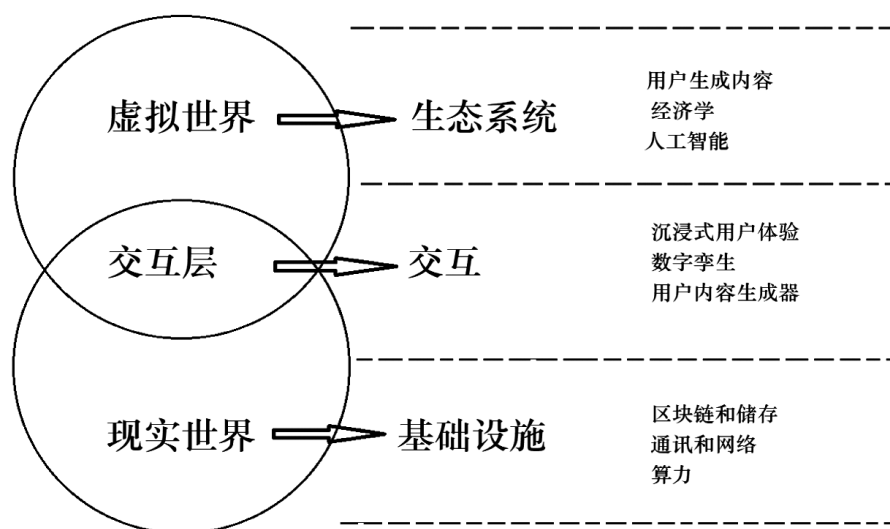 虚拟世界
生态系统
用户生成内容
经济学
人工智能
交互层
交互
沉浸式用户体验
数字孪生
用户内容生成器
现实世界
基础设施
区块链和储存
通讯和网络
算力